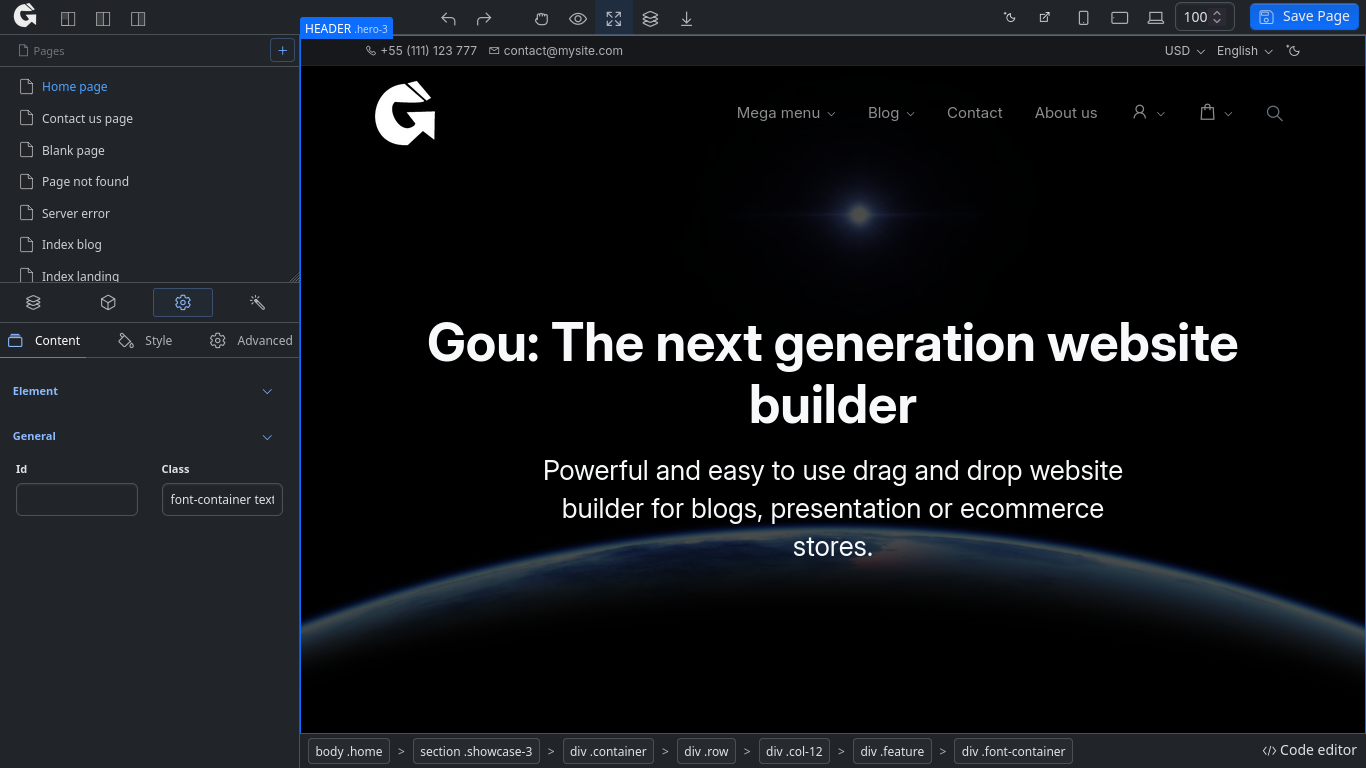 100
Save Page
Pages
+
HEADER .hero-3
+55 (111) 123 777
contact@mysite.com
USD
English
Home page
Contact us page
Blank page
Page not found
Server error
Index blog
Index landing
Mega menu
Blog
Contact
About us
Content
Style
Advanced
Element
General
Id
Class
font-container text
Gou: The next generation website
builder
Powerful and easy to use drag and drop website
builder for blogs, presentation or ecommerce
stores.
body .home > section .showcase-3 > div .container > div .row > div .col-12 > div .feature > div .font-container
</> Code editor